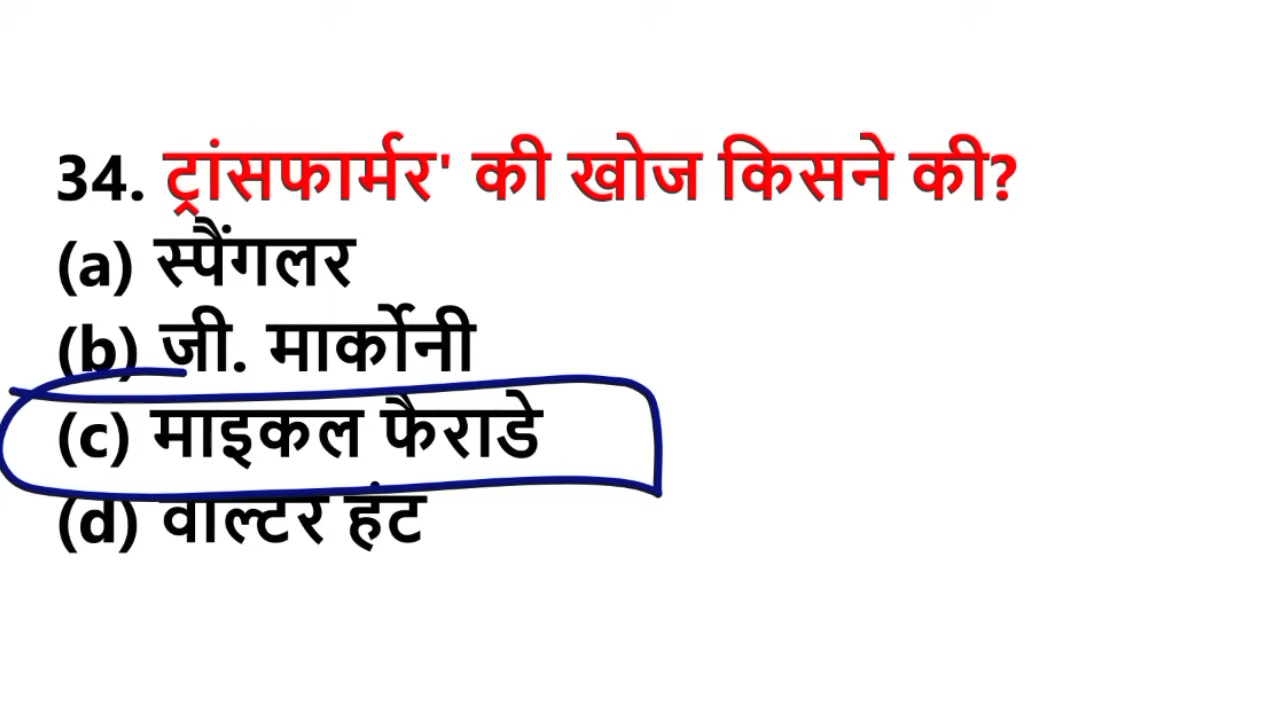 34. ट्रांसफार्मर' की खोज किसने की?
(a) स्पैंगलर
(b) जी. मार्कोनी
(c) माइकल फैराडे
(d) वाल्टर हंट